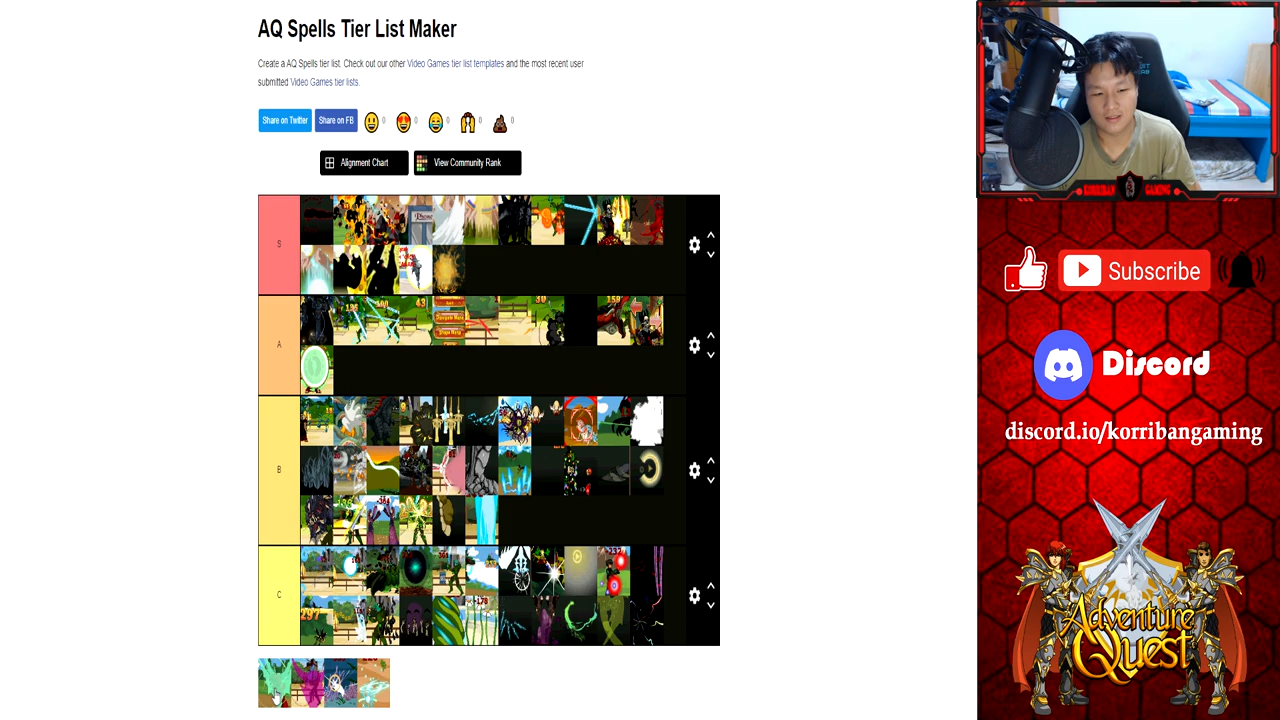 AQ Spells Tier List Maker
Create a AQ Spells tier list. Check out our other Video Games tier list templates and the most recent user
submitted Video Games tier lists.
Share on Twitter Share on FB 0 0 0 0 0
Alignment Chart View Community Rank
S
A
B
C
KORRIBAN GAMING
Subscribe
Discord
discord.io/korribangaming
Adventure
Quest